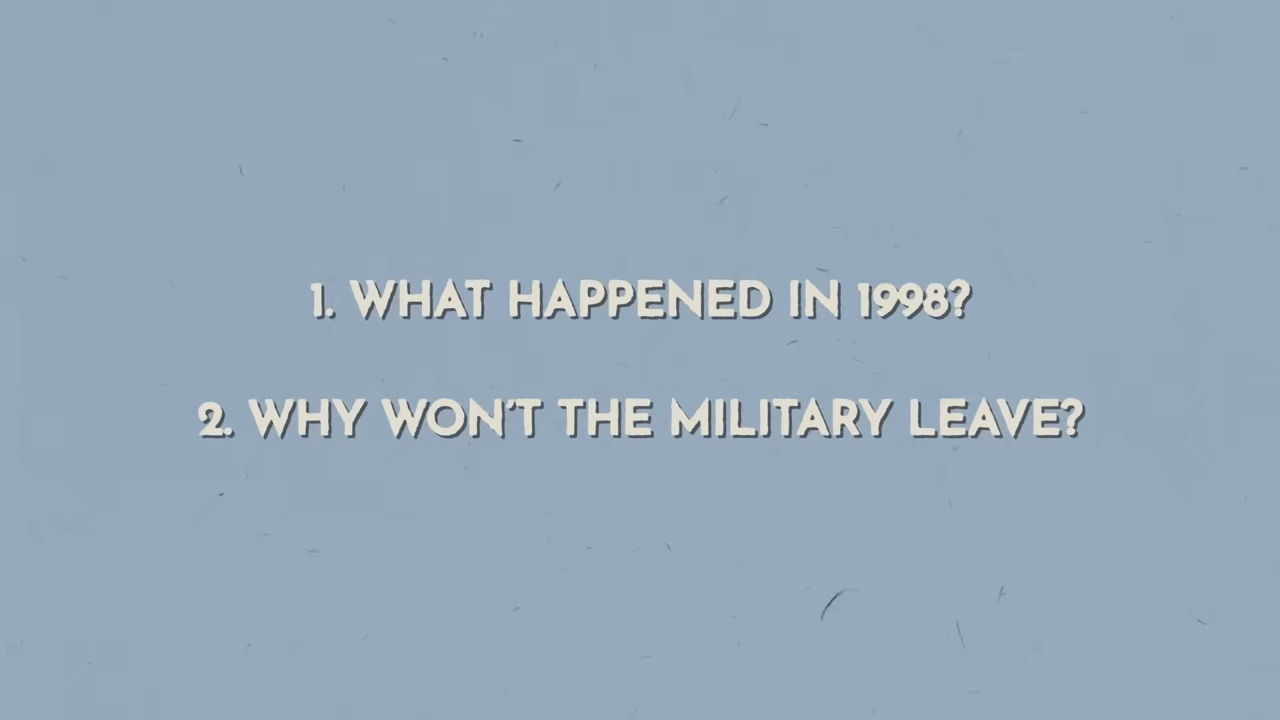 1. WHAT HAPPENED IN 1998?
2. WHY WON'T THE MILITARY LEAVE?